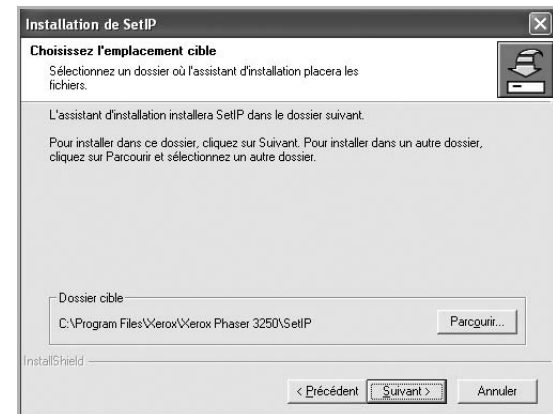 Installation de SetIP
Choisissez l'emplacement cible
Sélectionnez un dossier où l'assistant d'installation placera les
fichiers.
L'assistant d'installation installera SetIP dans le dossier suivant.
Pour installer dans ce dossier, cliquez sur Suivant. Pour installer dans un autre dossier,
cliquez sur Parcourir et sélectionnez un autre dossier.
Dossier cible
C:\Program Files\Xerox\Xerox Phaser 3250\SetIP
Parcourir...
InstallShield
< Précédent
Suivant >
Annuler